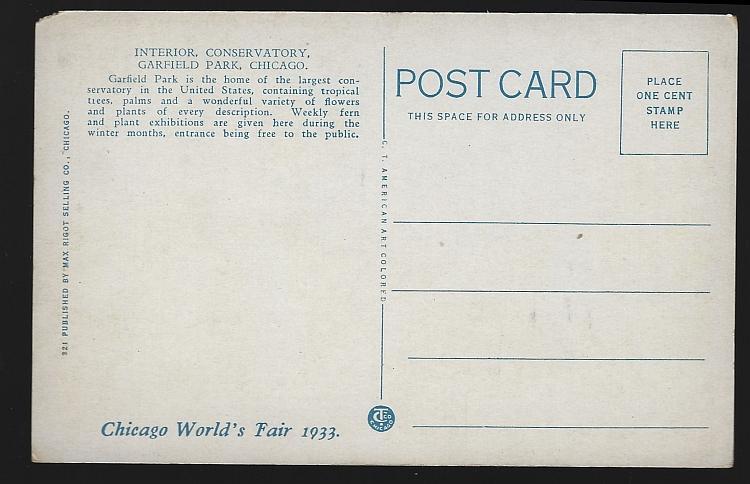 INTERIOR, CONSERVATORY,
GARFIELD PARK, CHICAGO.
Garfield Park is the home of the largest con-
servatory in the United States, containing tropical
trees, palms and a wonderful variety of flowers
and plants of every description. Weekly fern
and plant exhibitions are given here during the
winter months, entrance being free to the public.
321 PUBLISHED BY MAX RIGOT SELLING CO., CHICAGO.
Chicago World's Fair 1933.
C. T. AMERICAN ART COLORED
CTCO
CHICAGO
POST CARD
THIS SPACE FOR ADDRESS ONLY
PLACE
ONE CENT
STAMP
HERE